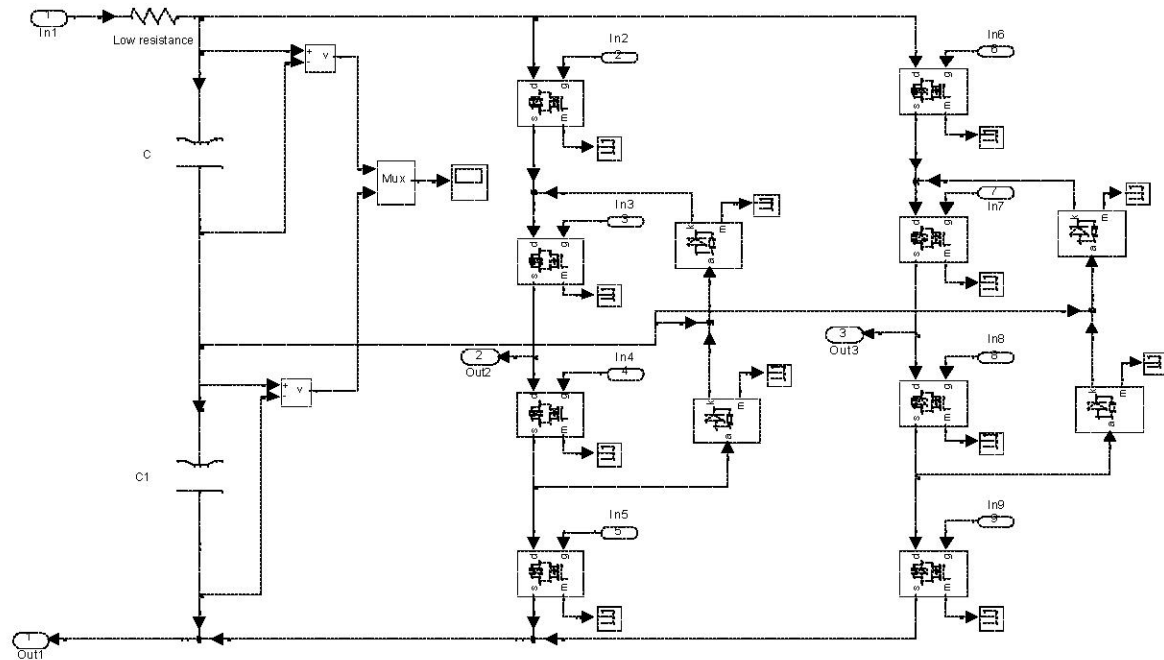 1
In1
Low resistance
+
-
v
C
Mux
In2
2
d
g
s
m
In6
6
d
g
s
m
In3
3
d
g
s
m
k
m
a
7
In7
d
g
s
m
k
m
a
2
Out2
3
Out3
+
-
v
C1
In4
4
d
g
s
m
k
m
a
In8
8
d
g
s
m
k
m
a
In5
5
d
g
s
m
In9
9
d
g
s
m
1
Out1